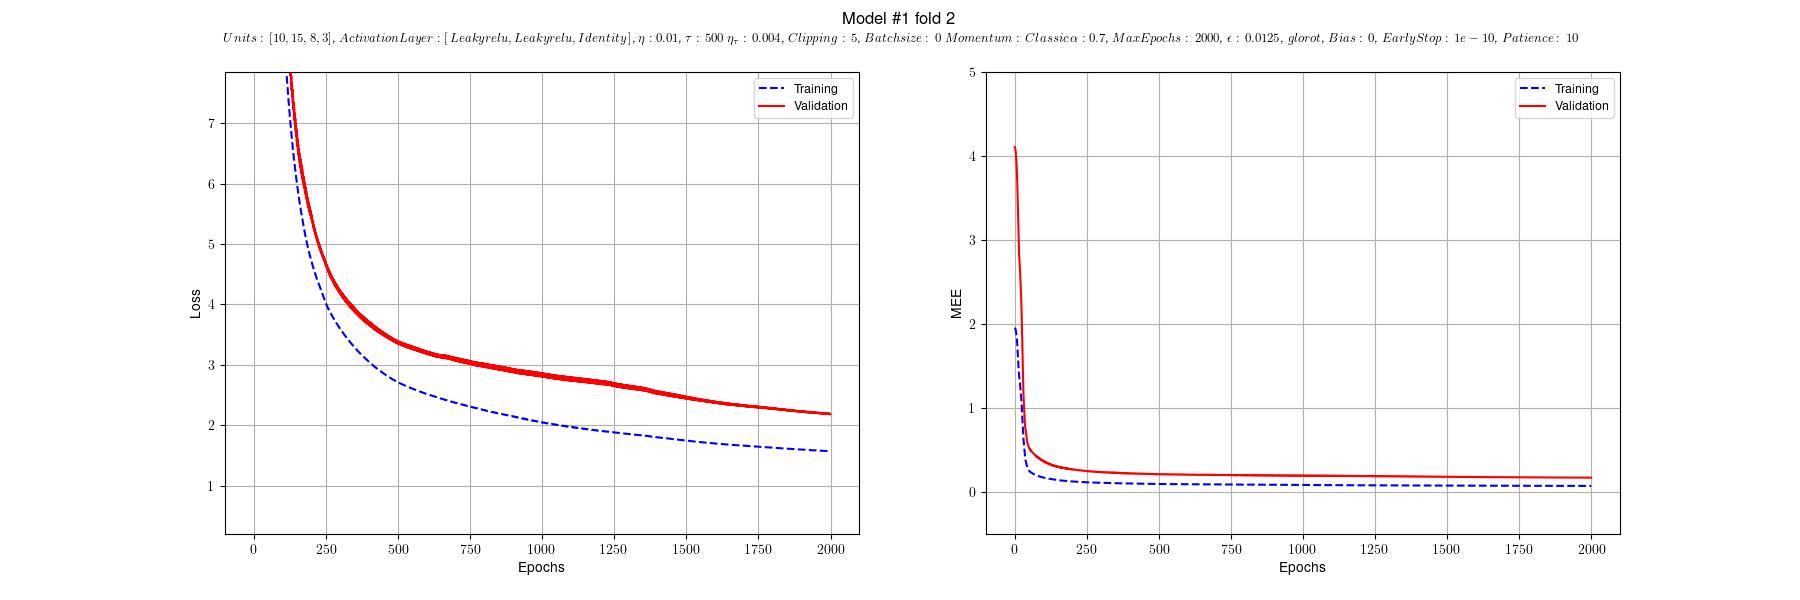 Model #1 fold 2
Units : [10, 15, 8, 3], ActivationLayer : [ Leakyrelu, Leakyrelu, Identity], η : 0.01, τ : 500 η_τ : 0.004, Clipping : 5, Batchsize : 0 Momentum : Classicα : 0.7, MaxEpochs : 2000, ϵ : 0.0125, glorot, Bias : 0, EarlyStop : 1e − 10, Patience : 10
Loss
7
6
5
4
3
2
1
Training
Validation
0 250 500 750 1000 1250 1500 1750 2000
Epochs
MEE
5
4
3
2
1
0
Training
Validation
0 250 500 750 1000 1250 1500 1750 2000
Epochs